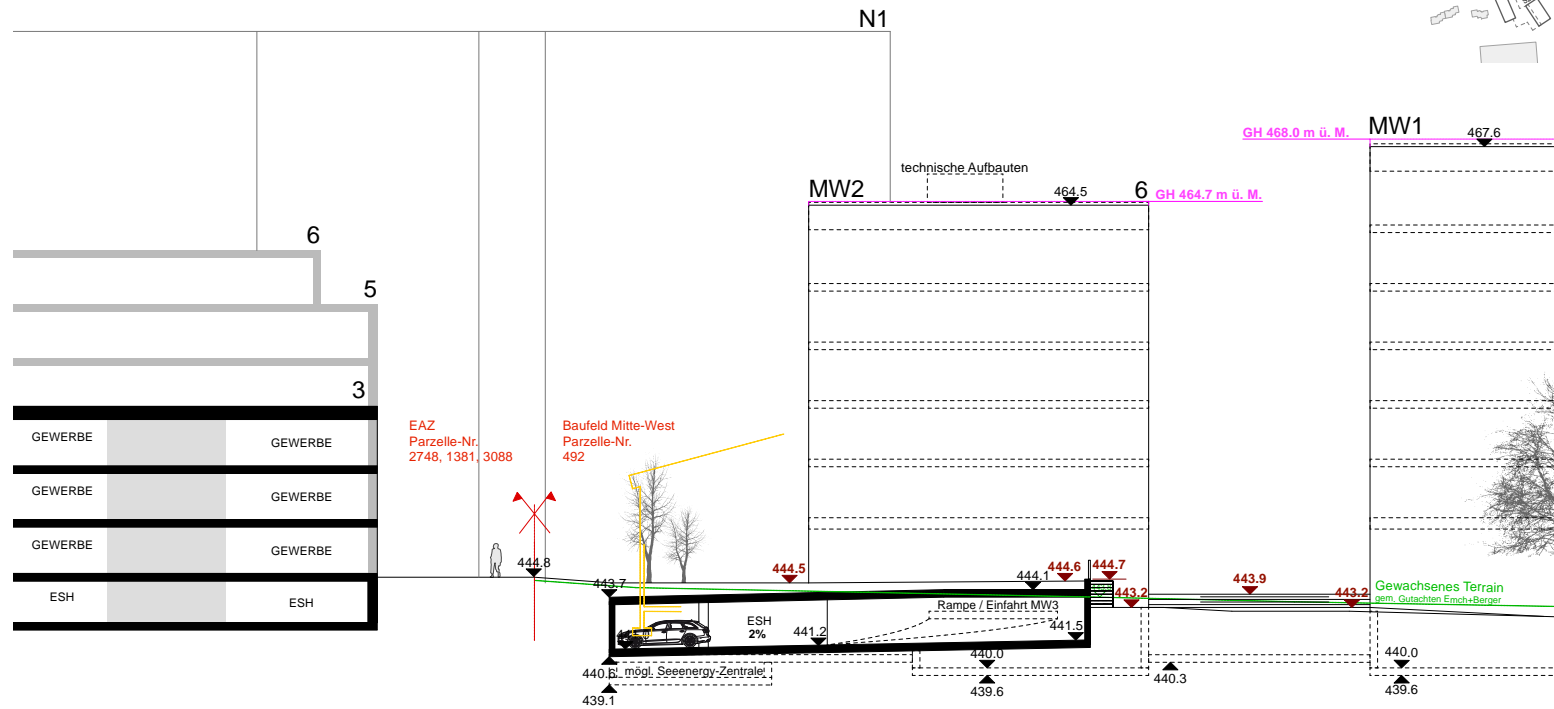 N1
GH 468.0 m ü. M.
MW1
467.6
technische Aufbauten
MW2
464.5
6
GH 464.7 m ü. M.
6
5
3
EAZ
Parzelle-Nr.
2748, 1381, 3088
Baufeld Mitte-West
Parzelle-Nr.
492
GEWERBE
GEWERBE
GEWERBE
GEWERBE
GEWERBE
GEWERBE
ESH
ESH
444.8
443.7
444.5
444.1
444.6
444.7
443.2
443.9
443.2
Gewachsenes Terrain
gem. Gutachten Emch+Berger
Rampe / Einfahrt MW3
ESH
2%
441.2
441.5
440.6
mögl. Seeenergy-Zentrale
439.1
440.0
439.6
440.3
440.0
439.6